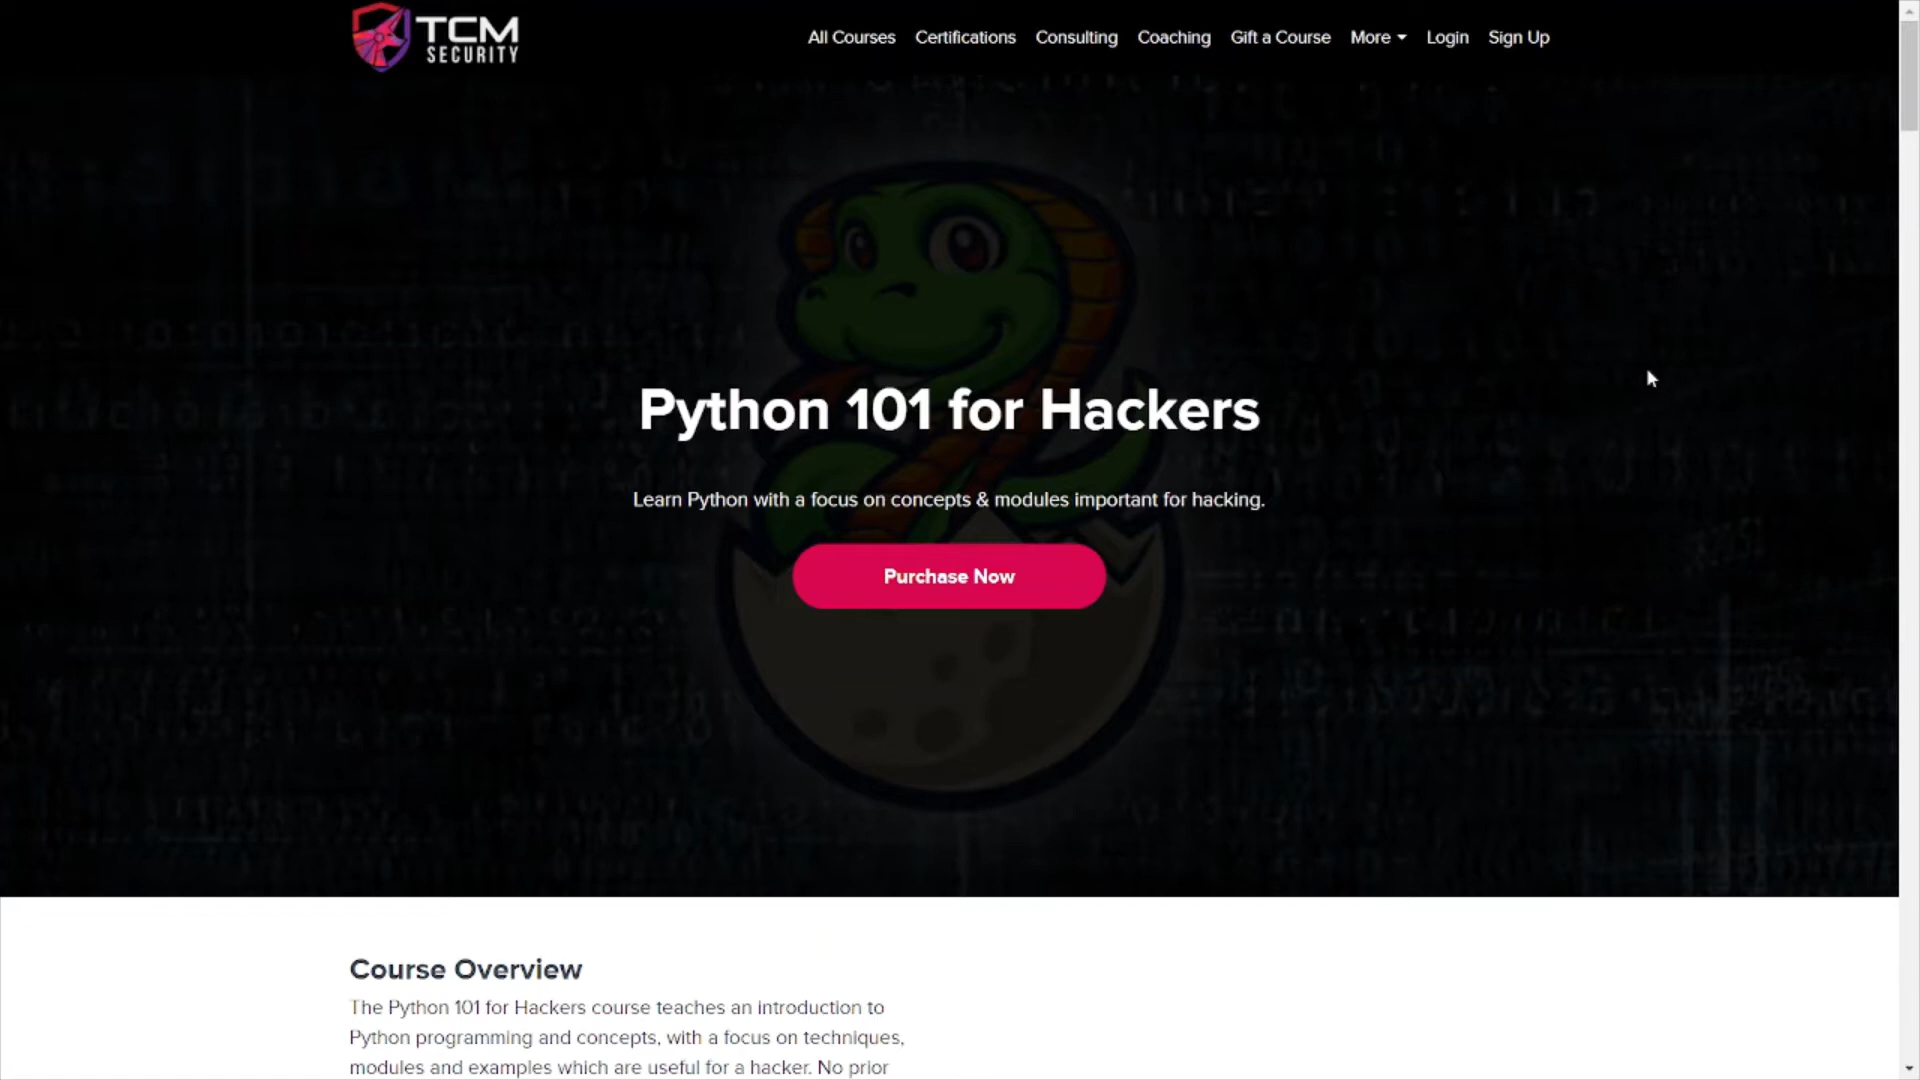 TCM
SECURITY
All Courses Certifications Consulting Coaching Gift a Course More Login Sign Up
Python 101 for Hackers
Learn Python with a focus on concepts & modules important for hacking.
Purchase Now
Course Overview
The Python 101 for Hackers course teaches an introduction to
Python programming and concepts, with a focus on techniques,
modules and examples which are useful for a hacker. No prior